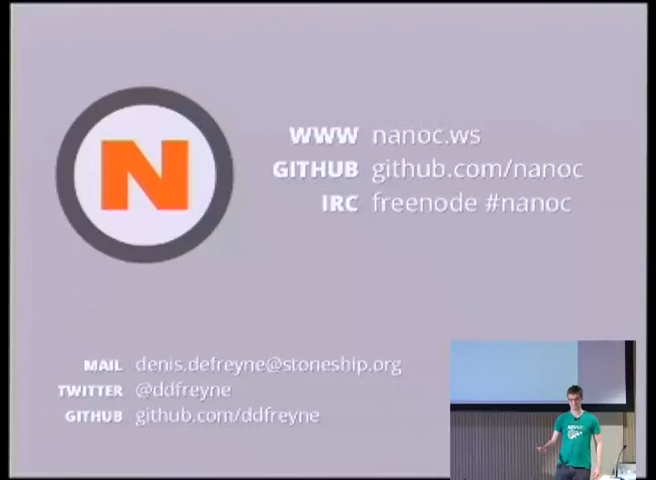 N
WWW nanoc.ws
GITHUB github.com/nanoc
IRC freenode #nanoc
MAIL denis.defreyne@stoneship.org
TWITTER @ddfreyne
GITHUB github.com/ddfreyne